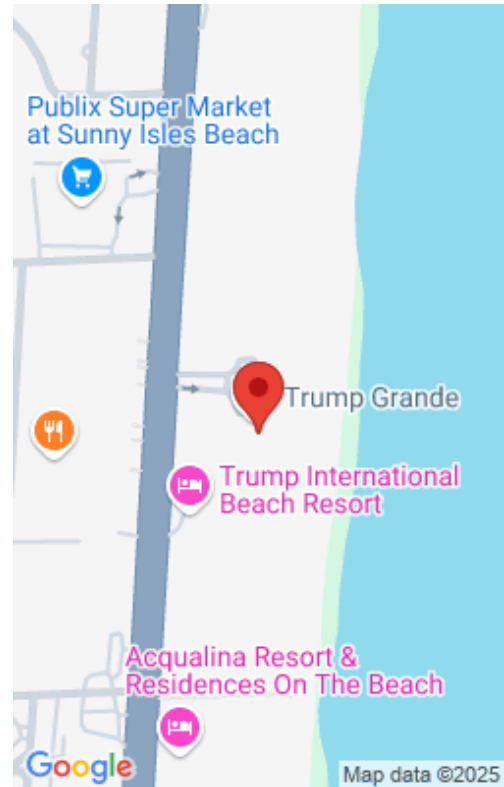 Publix Super Market
at Sunny Isles Beach
Trump Grande
Trump International
Beach Resort
Acqualina Resort &
Residences On The Beach
Google
Map data ©2025